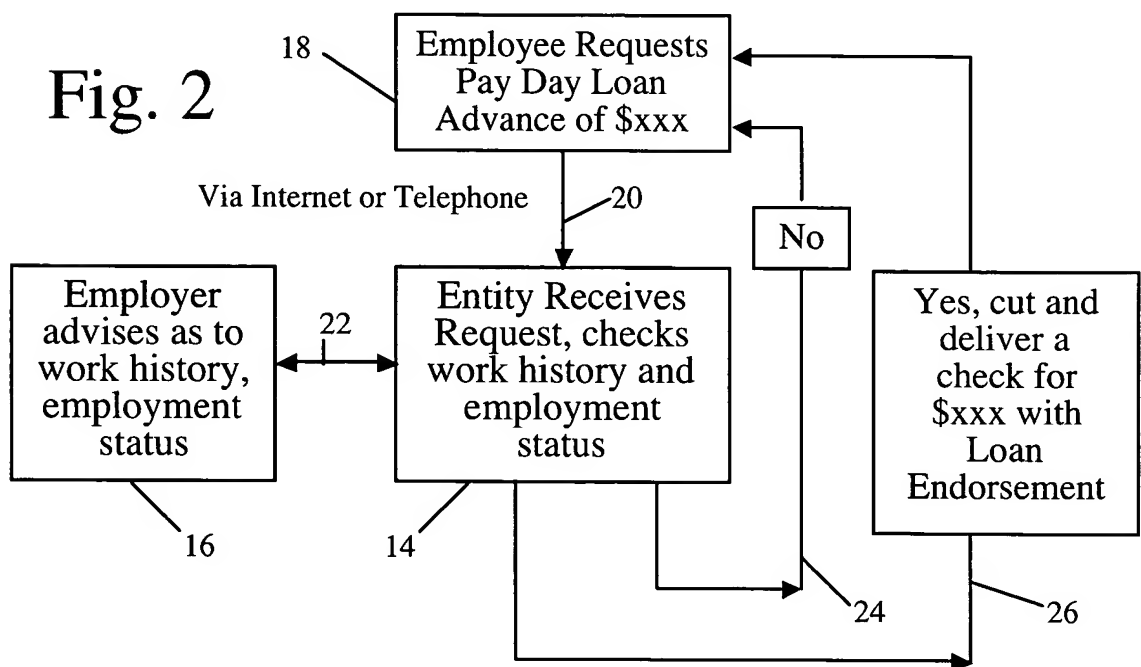 Fig. 2
18
Employee Requests
Pay Day Loan
Advance of $xxx
Via Internet or Telephone
20
No
Employer
advises as to
work history,
employment
status
22
Entity Receives
Request, checks
work history and
employment
status
Yes, cut and
deliver a
check for
$xxx with
Loan
Endorsement
16
14
24
26